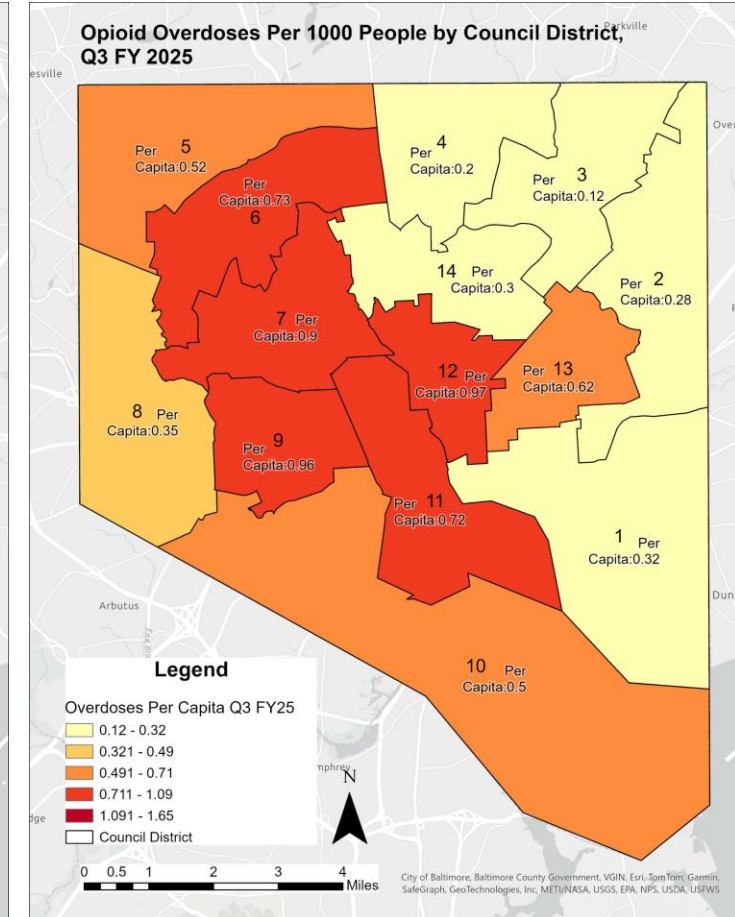 Opioid Overdoses Per 1000 People by Council District,
Q3 FY 2025
Parkville
esville
Over
5 Per
Capita:0.52
4
Per
Capita:0.2
3
Per
Capita:0.12
Per
Capita:0.73
6
14 Per
Capita:0.3
2
Per
Capita:0.28
7 Per
Capita:0.9
12 Per
Capita:0.97
Per 13
Capita:0.62
8 Per
Capita:0.35
9
Per
Capita:0.96
11
Per
Capita:0.72
1 Per
Capita:0.32
Dun
Arbutus
10 Per
Capita:0.5
Legend
Overdoses Per Capita Q3 FY25
0.12 - 0.32
0.321 - 0.49
0.491 - 0.71
0.711 - 1.09
1.091 - 1.65
Council District
mphrey
N
dge
0 0.5 1 2 3 4
Miles
City of Baltimore, Baltimore County Government, VGIN, Esri, TomTom, Garmin,
SafeGraph, GeoTechnologies, Inc, METI/NASA, USGS, EPA, NPS, USDA, USFWS